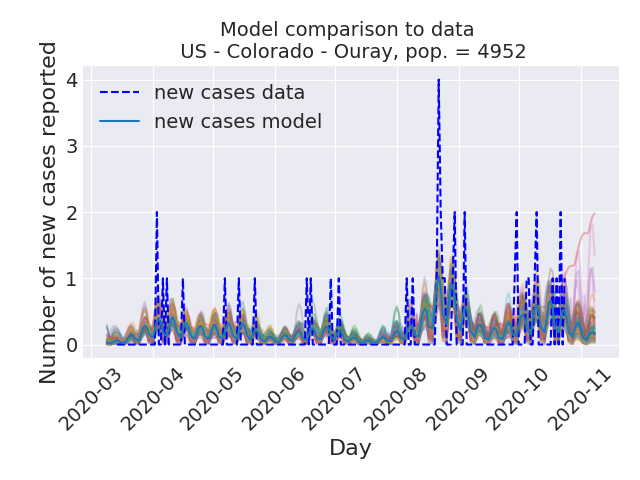 Model comparison to data
US - Colorado - Ouray, pop. = 4952
Number of new cases reported
4
3
2
1
0
new cases data
new cases model
2020-03
2020-04
2020-05
2020-06
2020-07
2020-08
2020-09
2020-10
2020-11
Day